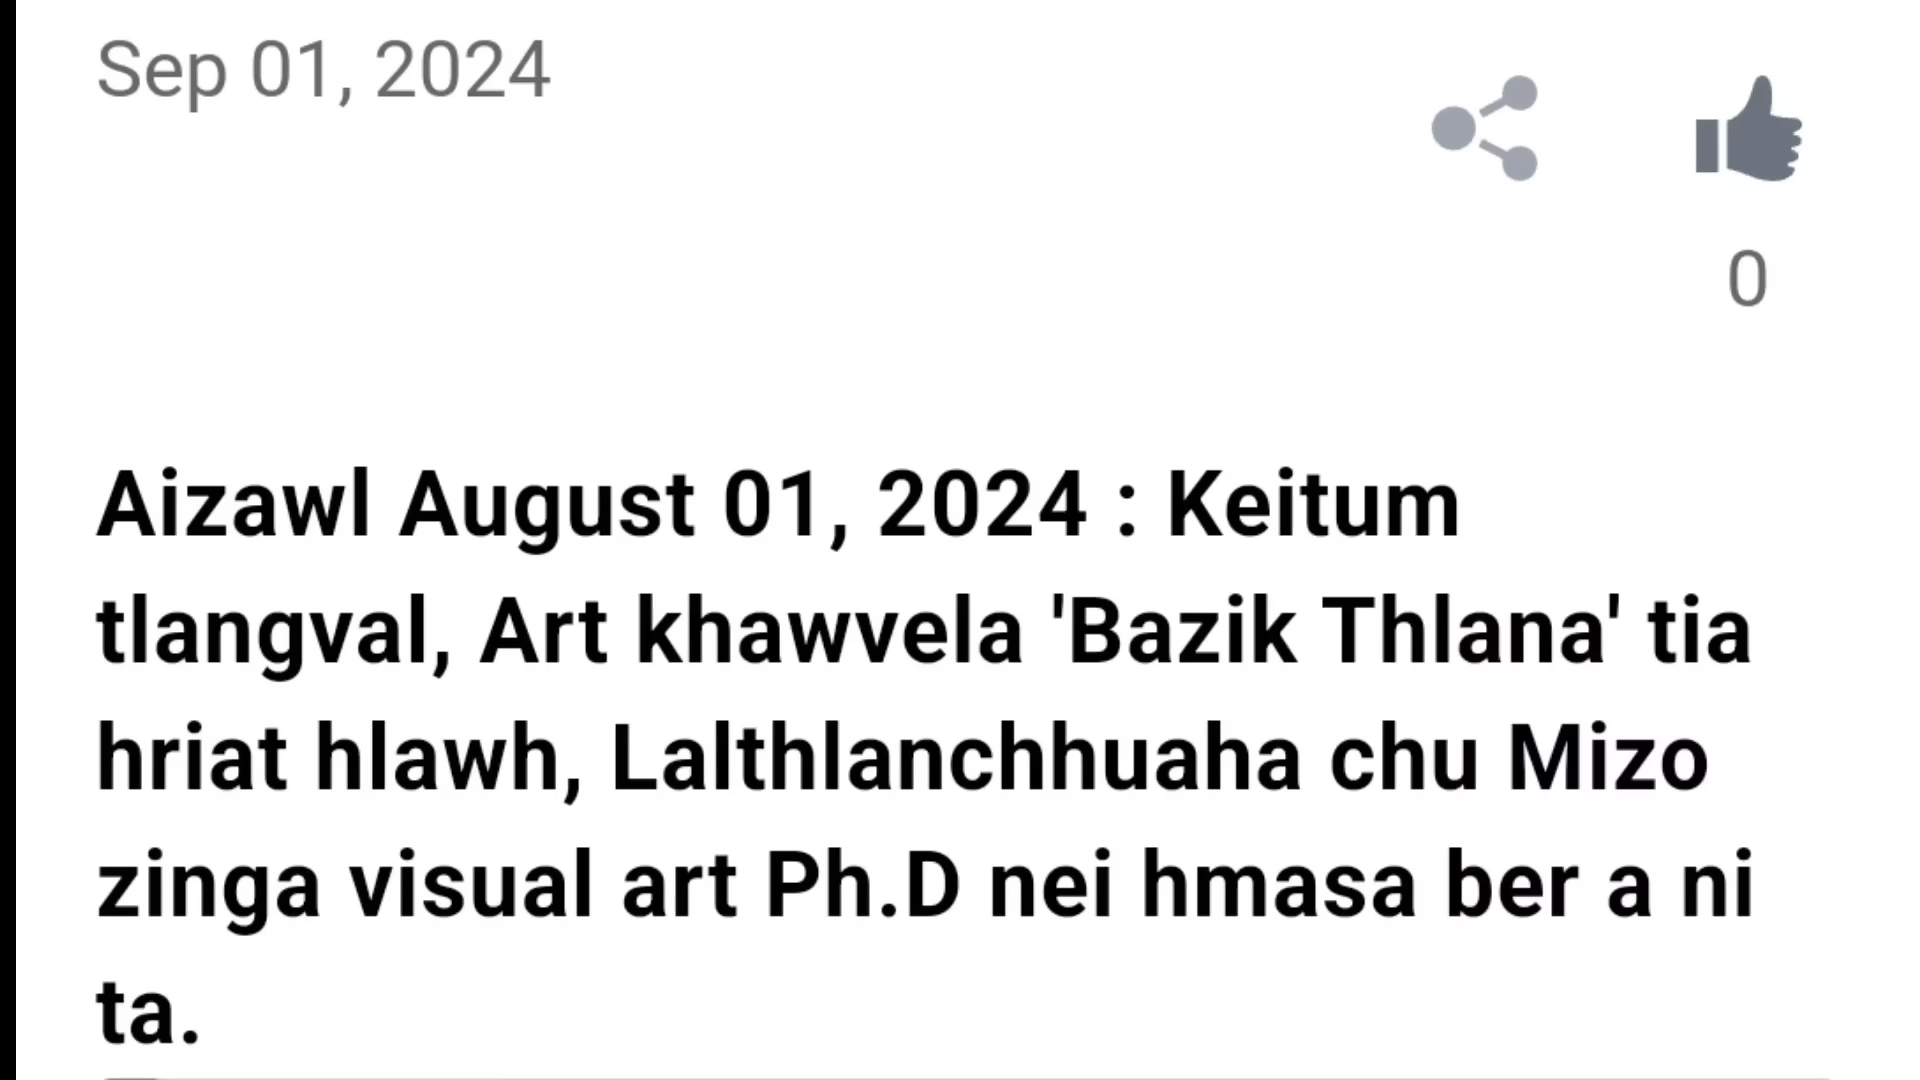 Sep 01, 2024
0
Aizawl August 01, 2024 : Keitum
tlangval, Art khawvela 'Bazik Thlana' tia
hriat hlawh, Lalthlanchhuaha chu Mizo
zinga visual art Ph.D nei hmasa ber a ni
ta.